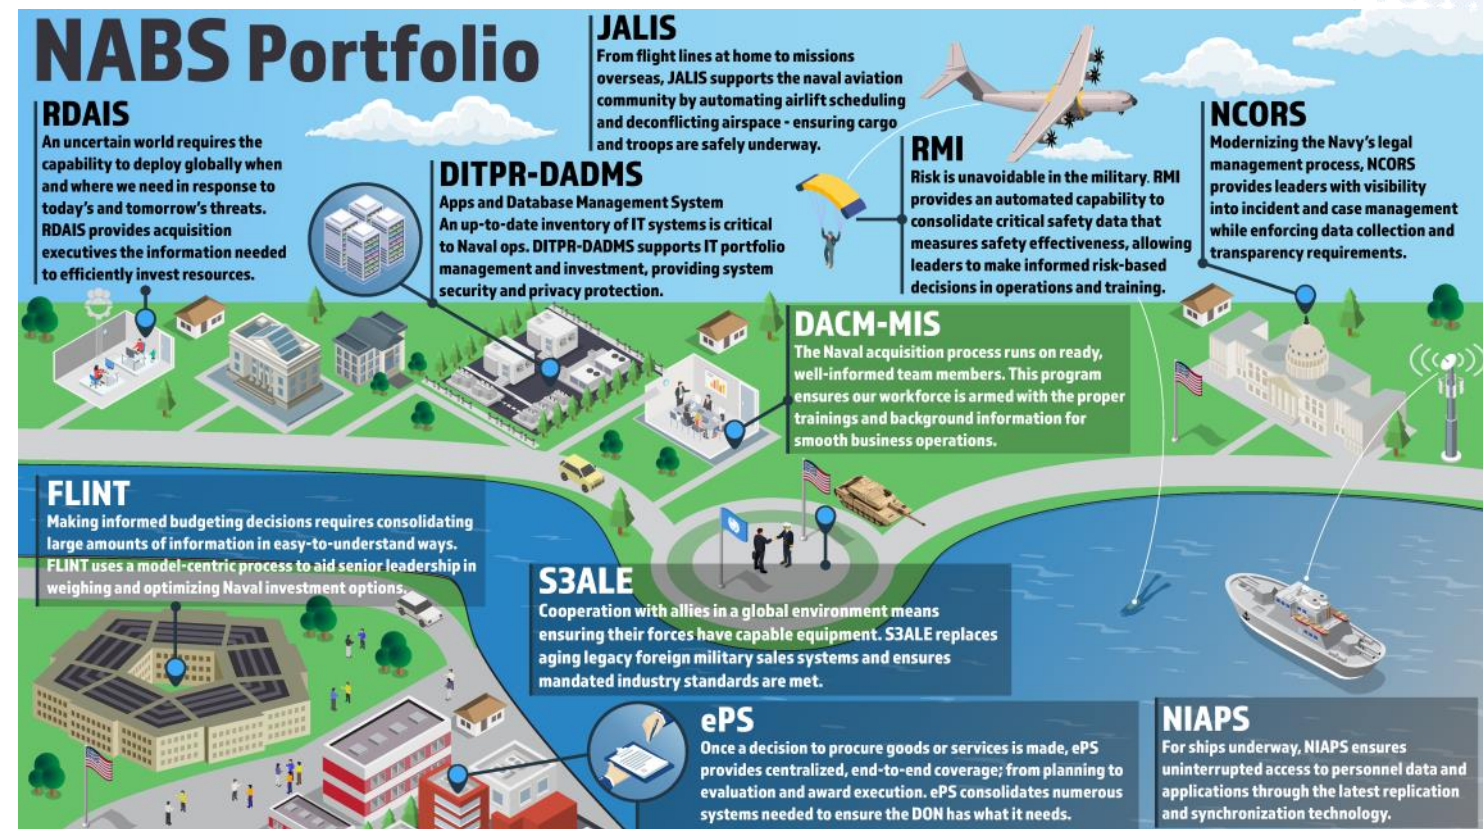 NABS Portfolio
RDAIS
An uncertain world requires the
capability to deploy globally when
and where we need in response to
today's and tomorrow's threats.
RDAIS provides acquisition
executives the information needed
to efficiently invest resources.
JALIS
From flight lines at home to missions
overseas, JALIS supports the naval aviation
community by automating airlift scheduling
and deconflicting airspace - ensuring cargo
and troops are safely underway.
DITPR-DADMS
Apps and Database Management System
An up-to-date inventory of IT systems is critical
to Naval ops. DITPR-DADMS supports IT portfolio
management and investment, providing system
security and privacy protection.
RMI
Risk is unavoidable in the military. RMI
provides an automated capability to
consolidate critical safety data that
measures safety effectiveness, allowing
leaders to make informed risk-based
decisions in operations and training.
NCORS
Modernizing the Navy's legal
management process, NCORS
provides leaders with visibility
into incident and case management
while enforcing data collection and
transparency requirements.
DACM-MIS
The Naval acquisition process runs on ready,
well-informed team members. This program
ensures our workforce is armed with the proper
trainings and background information for
smooth business operations.
FLINT
Making informed budgeting decisions requires consolidating
large amounts of information in easy-to-understand ways.
FLINT uses a model-centric process to aid senior leadership in
weighing and optimizing Naval investment options.
S3ALE
Cooperation with allies in a global environment means
ensuring their forces have capable equipment. S3ALE replaces
aging legacy foreign military sales systems and ensures
mandated industry standards are met.
ePS
Once a decision to procure goods or services is made, ePS
provides centralized, end-to-end coverage; from planning to
evaluation and award execution. ePS consolidates numerous
systems needed to ensure the DON has what it needs.
NIAPS
For ships underway, NIAPS ensures
uninterrupted access to personnel data and
applications through the latest replication
and synchronization technology.